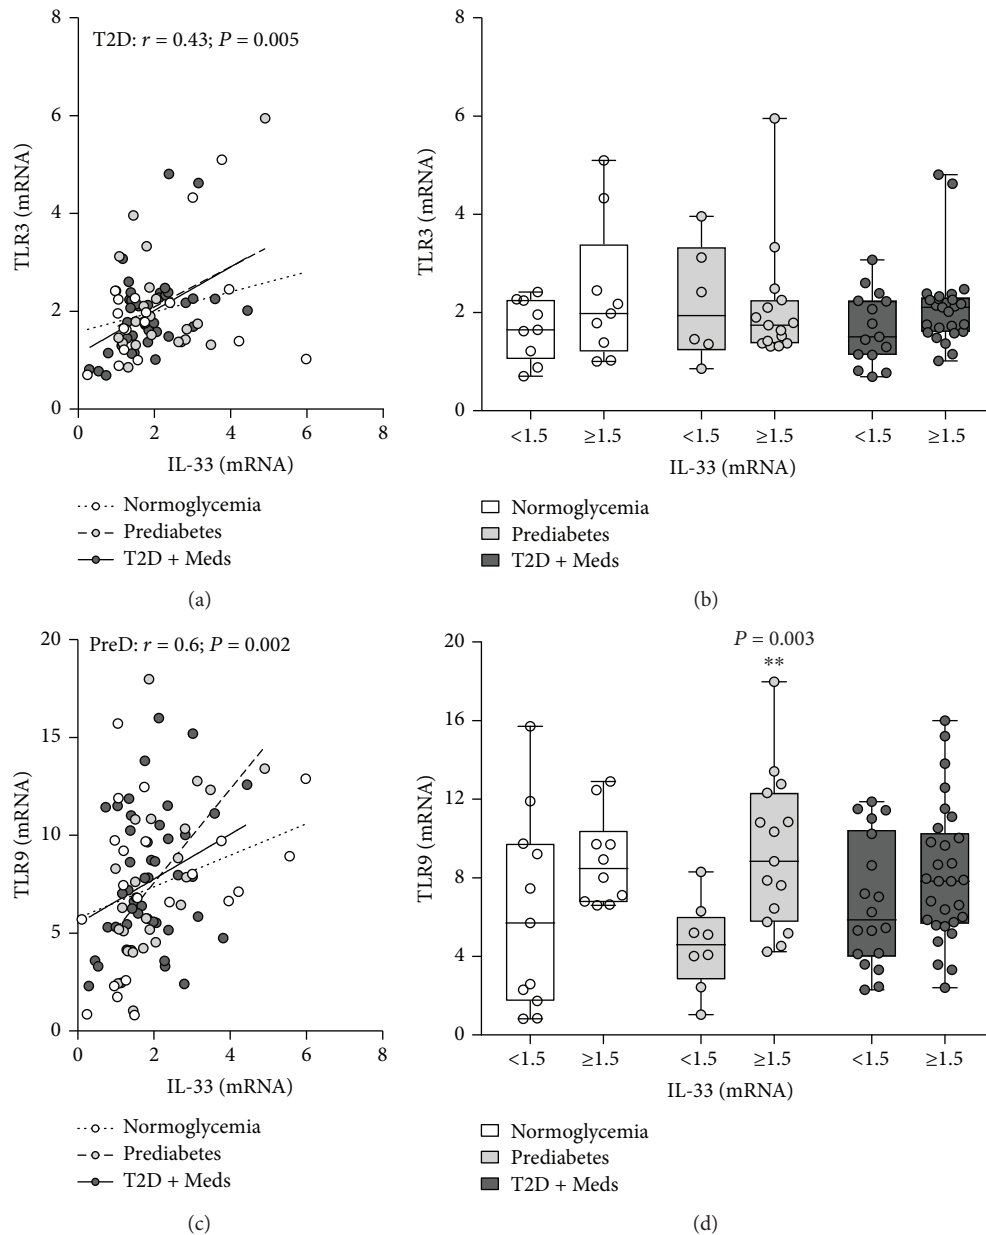 T2D: r = 0.43; P = 0.005
8
6
4
2
0
TLR3 (mRNA)
0 2 4 6 8
IL-33 (mRNA)
Normoglycemia
Prediabetes
T2D + Meds
(a)
8
6
4
2
0
TLR3 (mRNA)
<1.5 ≥1.5 <1.5 ≥1.5 <1.5 ≥1.5
IL-33 (mRNA)
Normoglycemia
Prediabetes
T2D + Meds
(b)
PreD: r = 0.6; P = 0.002
20
15
10
5
0
TLR9 (mRNA)
0 2 4 6 8
IL-33 (mRNA)
Normoglycemia
Prediabetes
T2D + Meds
(c)
P = 0.003
**
20
16
12
8
4
0
TLR9 (mRNA)
<1.5 ≥1.5 <1.5 ≥1.5 <1.5 ≥1.5
IL-33 (mRNA)
Normoglycemia
Prediabetes
T2D + Meds
(d)